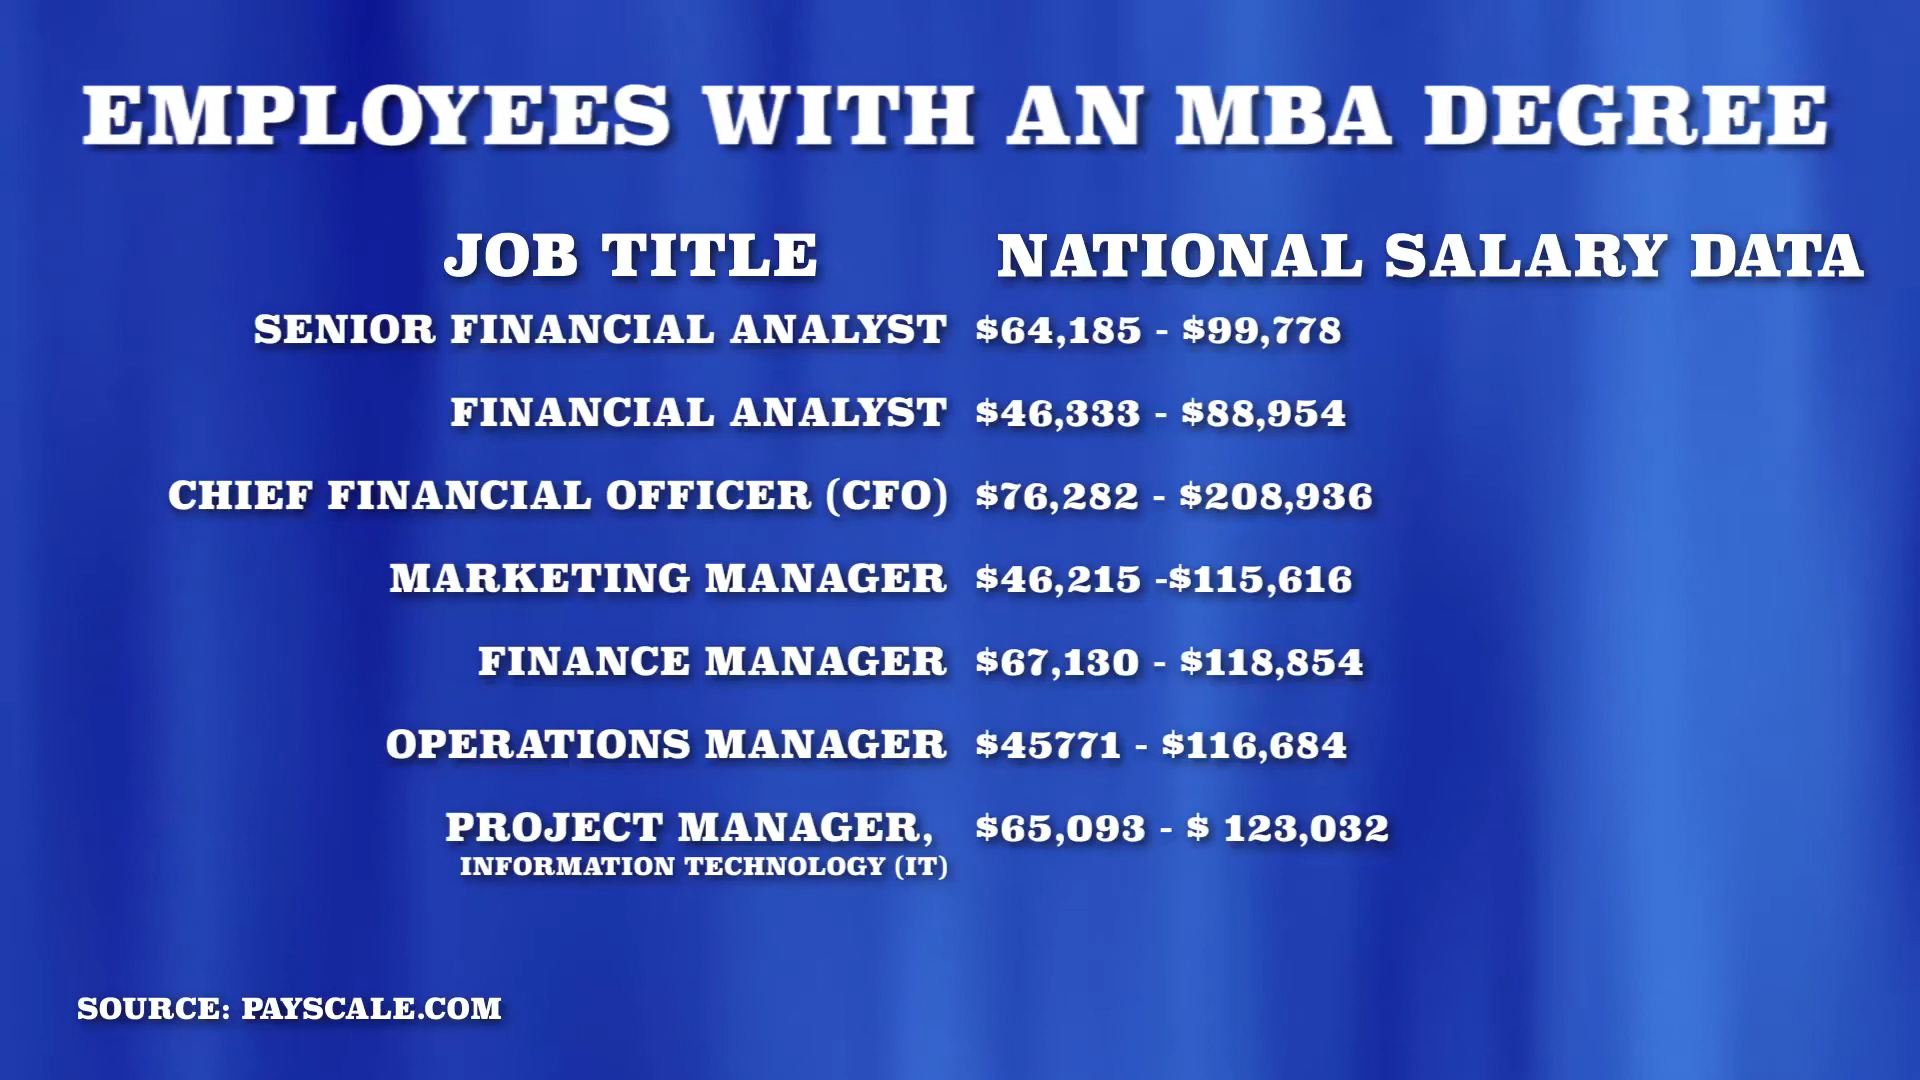 EMPLOYEES WITH AN MBA DEGREE
JOB TITLE NATIONAL SALARY DATA
SENIOR FINANCIAL ANALYST $64,185 - $99,778
FINANCIAL ANALYST $46,333 - $88,954
CHIEF FINANCIAL OFFICER (CFO) $76,282 - $208,936
MARKETING MANAGER $46,215 -$115,616
FINANCE MANAGER $67,130 - $118,854
OPERATIONS MANAGER $45771 - $116,684
PROJECT MANAGER, $65,093 - $ 123,032
INFORMATION TECHNOLOGY (IT)
SOURCE: PAYSCALE.COM